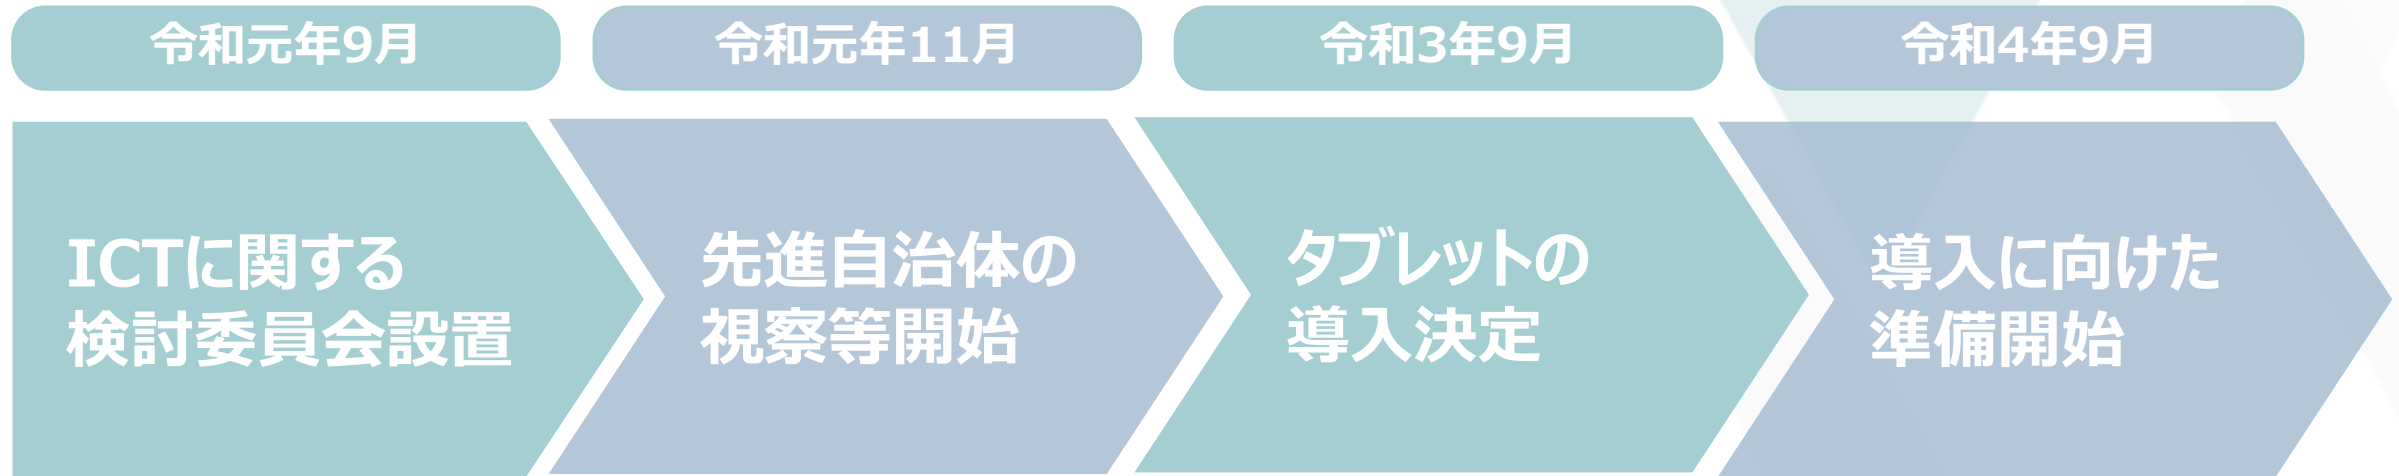 令和元年9月
令和元年11月
令和3年9月
令和4年9月
ICTに関する
検討委員会設置
先進自治体の
視察等開始
タブレットの
導入決定
導入に向けた
準備開始